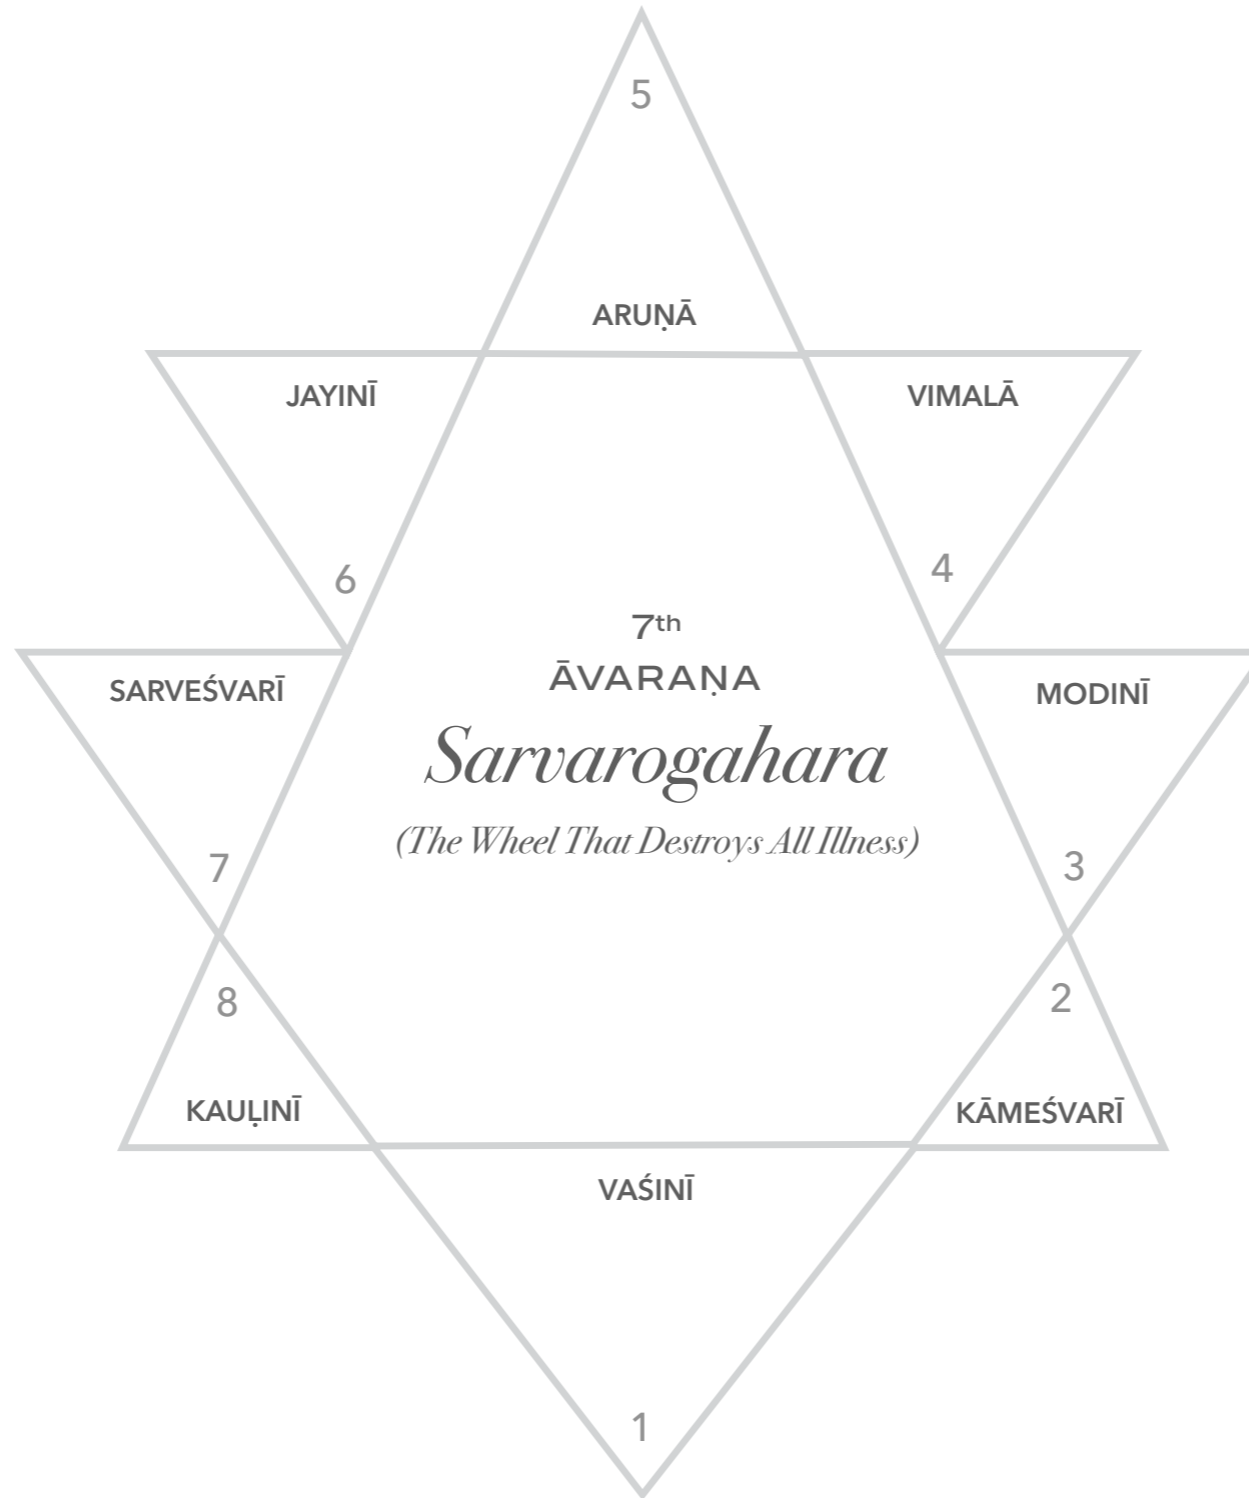 5
ARUṆĀ
JAYINĪ
VIMALĀ
6
4
7th
ĀVARAṆA
Sarvarogahara
(The Wheel That Destroys All Illness)
SARVEŚVARĪ
MODINĪ
7
3
8
2
KAUḶINĪ
KĀMEŚVARĪ
VAŚINĪ
1